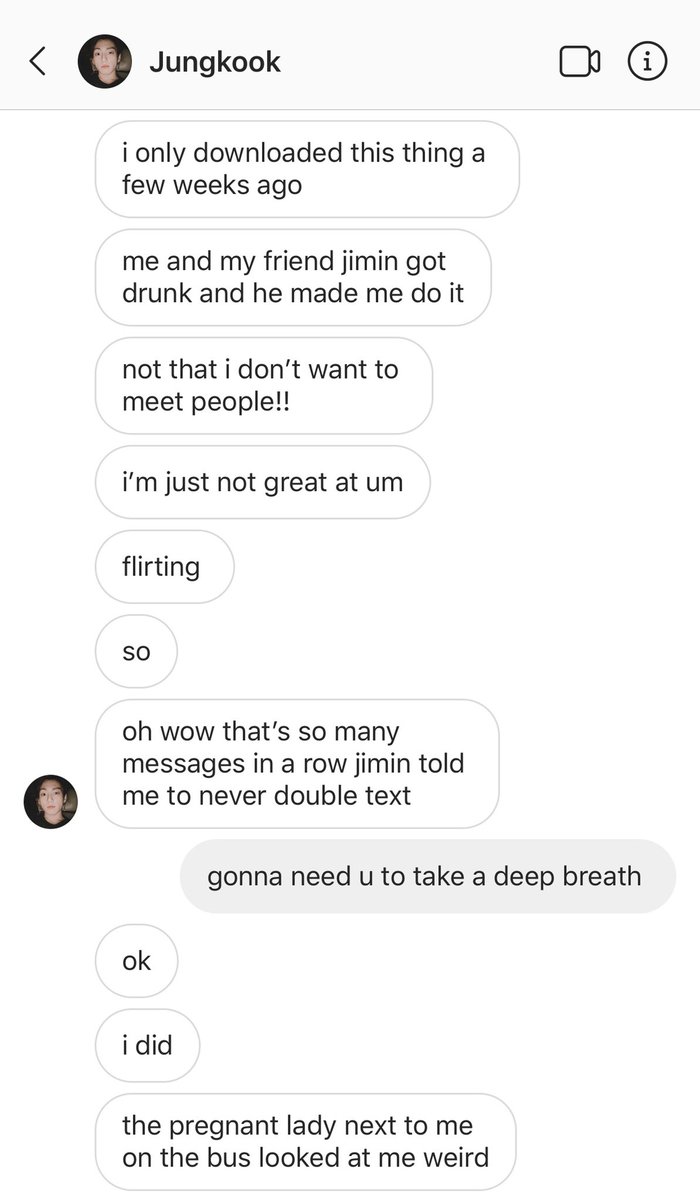 Jungkook
i only downloaded this thing a
few weeks ago
me and my friend jimin got
drunk and he made me do it
not that i don’t want to
meet people!!
i’m just not great at um
flirting
so
oh wow that’s so many
messages in a row jimin told
me to never double text
gonna need u to take a deep breath
ok
i did
the pregnant lady next to me
on the bus looked at me weird